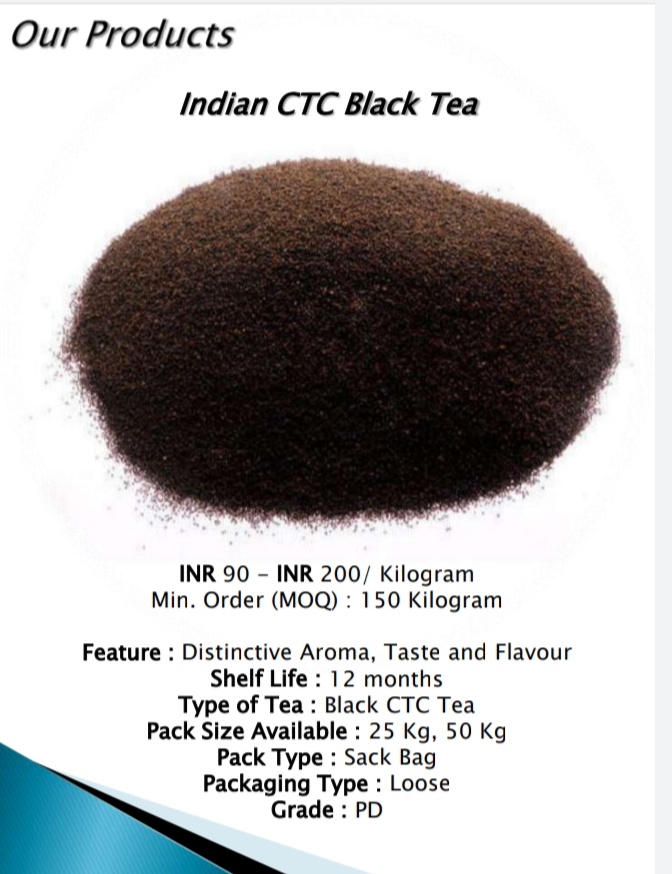 Our Products
Indian CTC Black Tea
INR 90 – INR 200/ Kilogram
Min. Order (MOQ) : 150 Kilogram
Feature : Distinctive Aroma, Taste and Flavour
Shelf Life : 12 months
Type of Tea : Black CTC Tea
Pack Size Available : 25 Kg, 50 Kg
Pack Type : Sack Bag
Packaging Type : Loose
Grade : PD